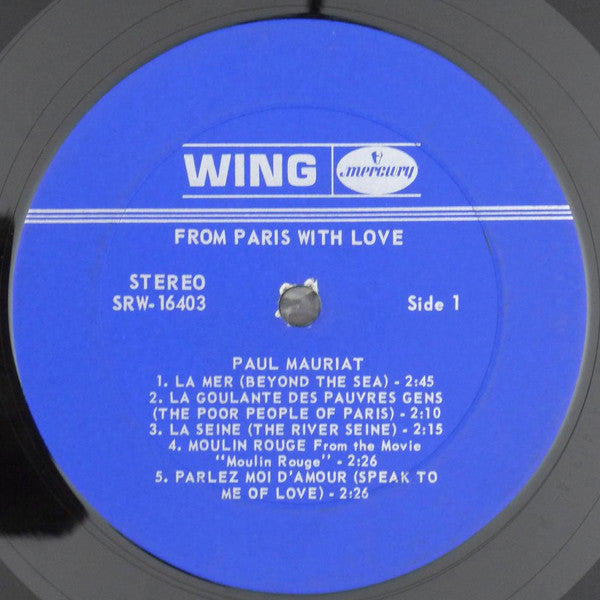 WING
mercury
FROM PARIS WITH LOVE
STEREO
SRW-16403
Side 1
PAUL MAURIAT
1. LA MER (BEYOND THE SEA) - 2:45
2. LA GOULANTE DES PAUVRES GENS
(THE POOR PEOPLE OF PARIS) - 2:10
3. LA SEINE (THE RIVER SEINE) - 2:15
4. MOULIN ROUGE From the Movie
"Moulin Rouge" - 2:26
5. PARLEZ MOI D'AMOUR (SPEAK TO
ME OF LOVE) - 2:26